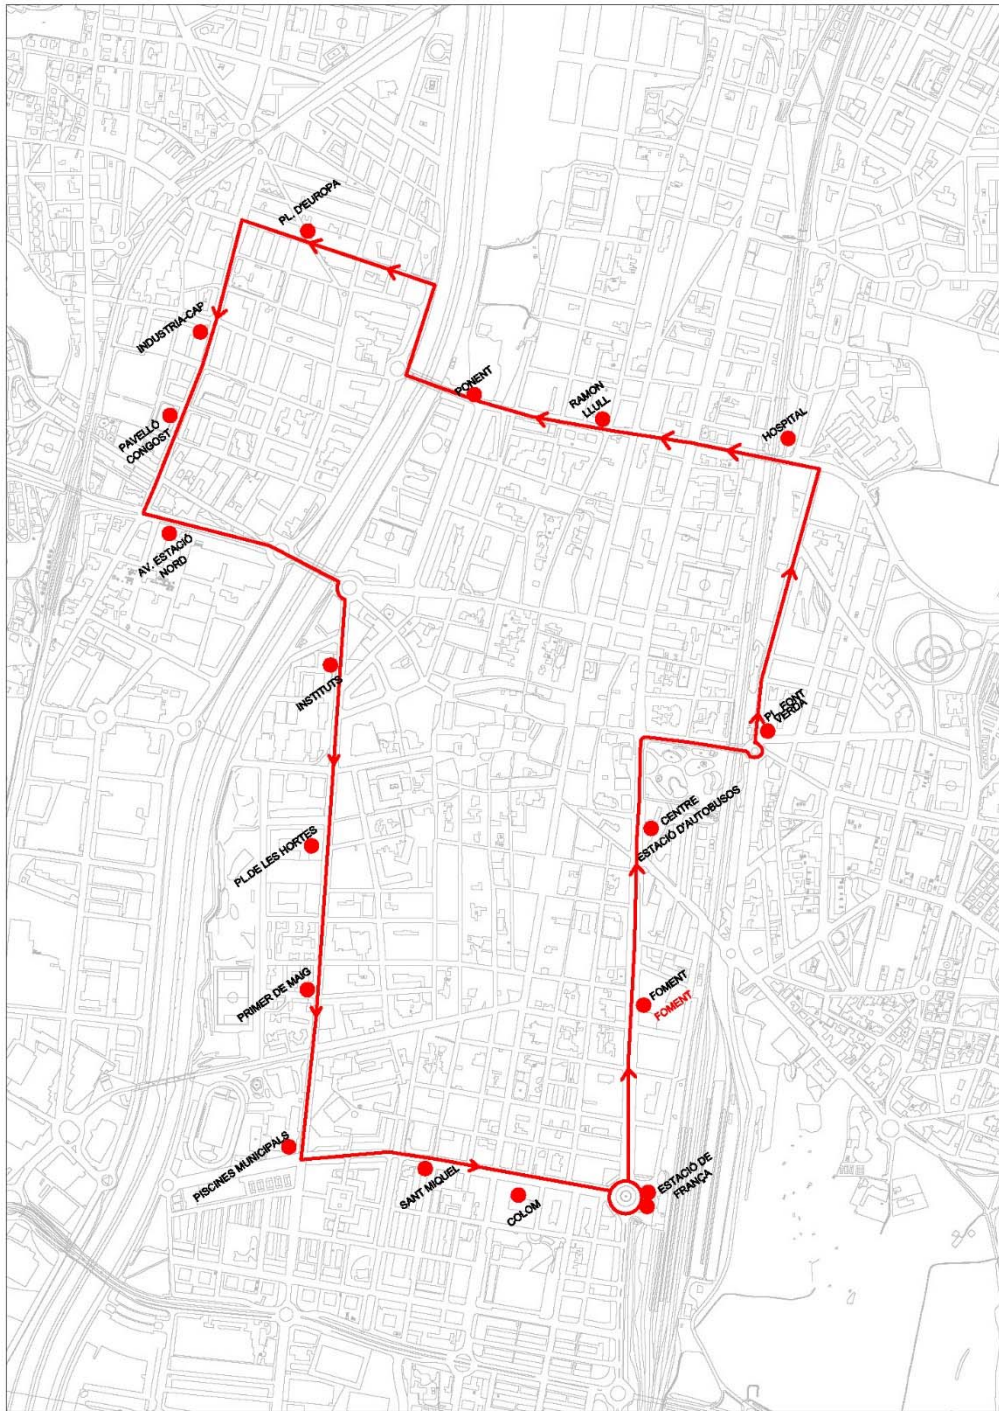 PL. D'EUROPA
INDUSTRIA-CAP
PONENT
RAMON
LLULL
HOSPITAL
PAVELLÓ
CONGOST
AV. ESTACIÓ
NORD
INSTITUTS
PL. FONT
VERDA
CENTRE
ESTACIÓ D'AUTOBUSOS
PL.DE LES HORTES
PRIMER DE MAIG
FOMENT
FOMENT
PISCINES MUNICIPALS
SANT MIQUEL
COLOM
ESTACIÓ DE
FRANÇA